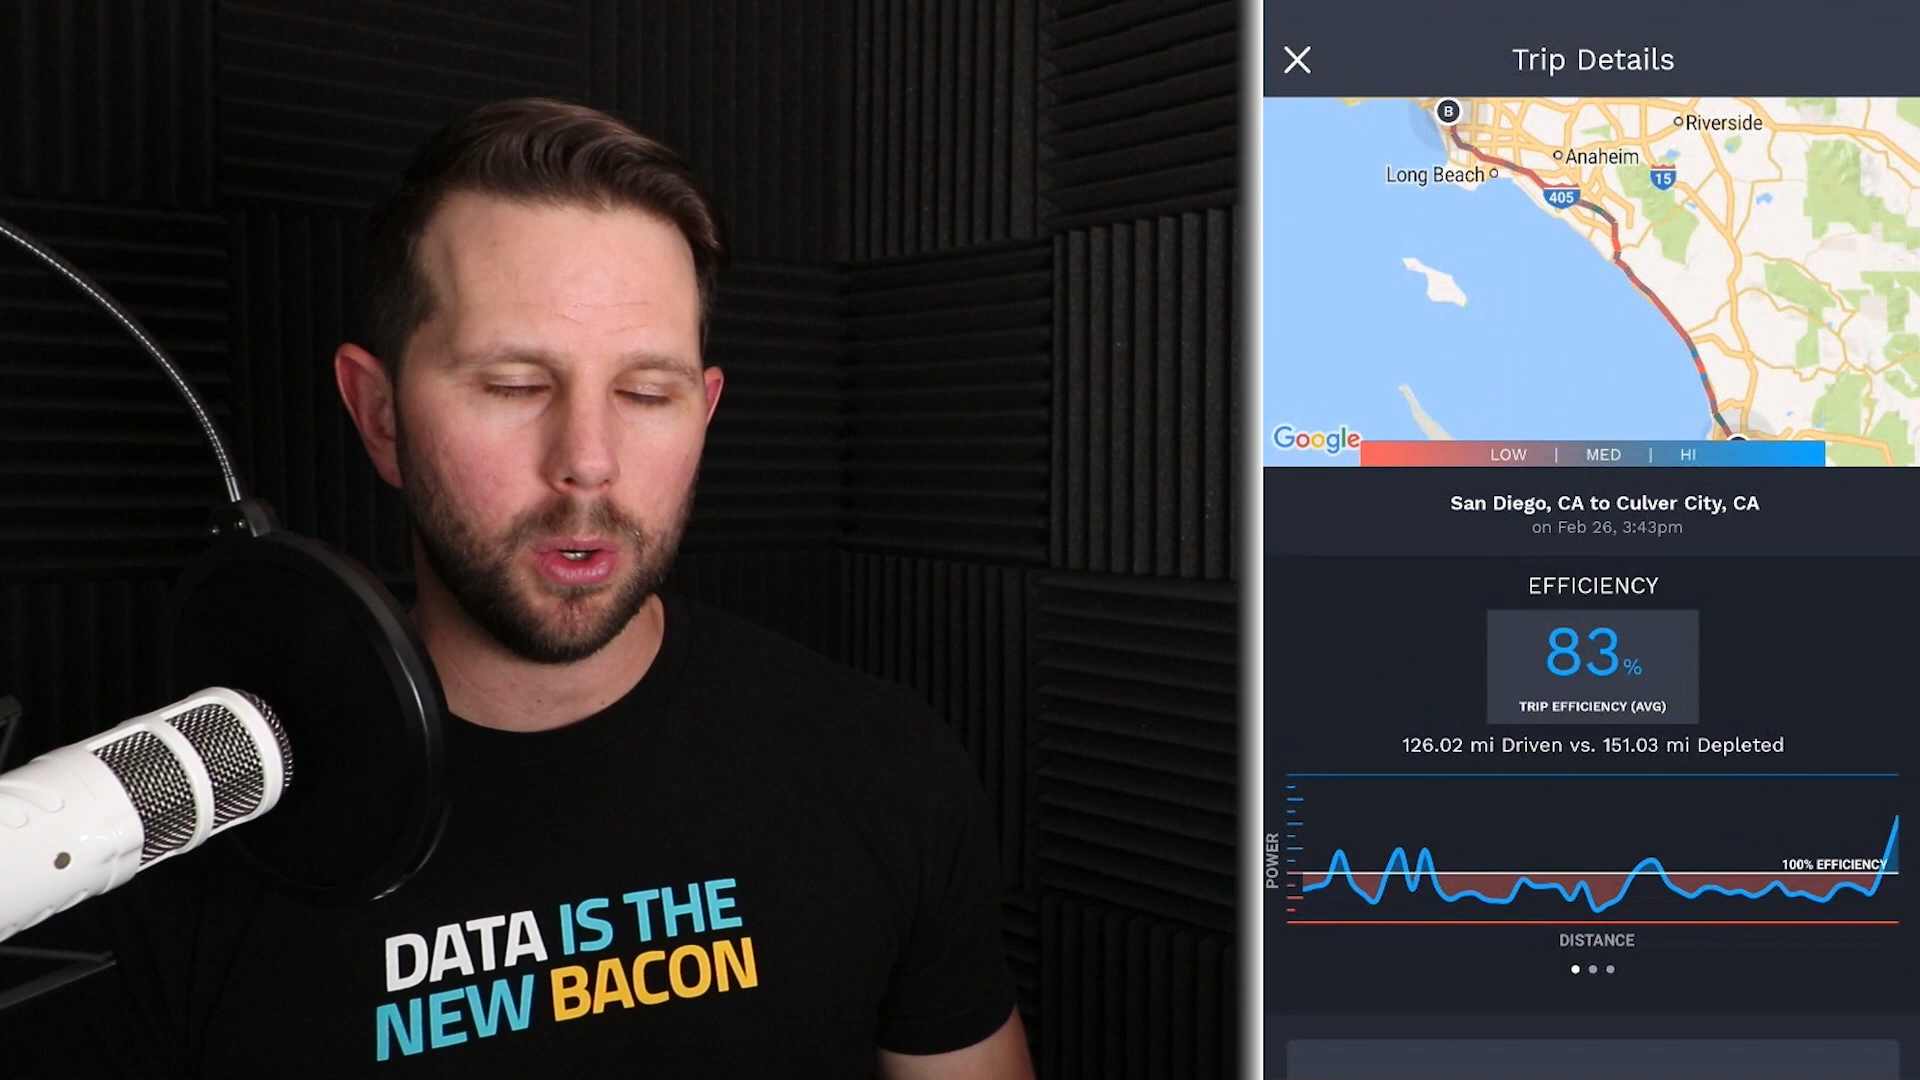 DATA IS THE
NEW BACON
Trip Details
B
Riverside
Anaheim
Long Beach
15
405
Google
LOW | MED | HI
San Diego, CA to Culver City, CA
on Feb 26, 3:43pm
EFFICIENCY
83%
TRIP EFFICIENCY (AVG)
126.02 mi Driven vs. 151.03 mi Depleted
POWER
100% EFFICIENCY
DISTANCE